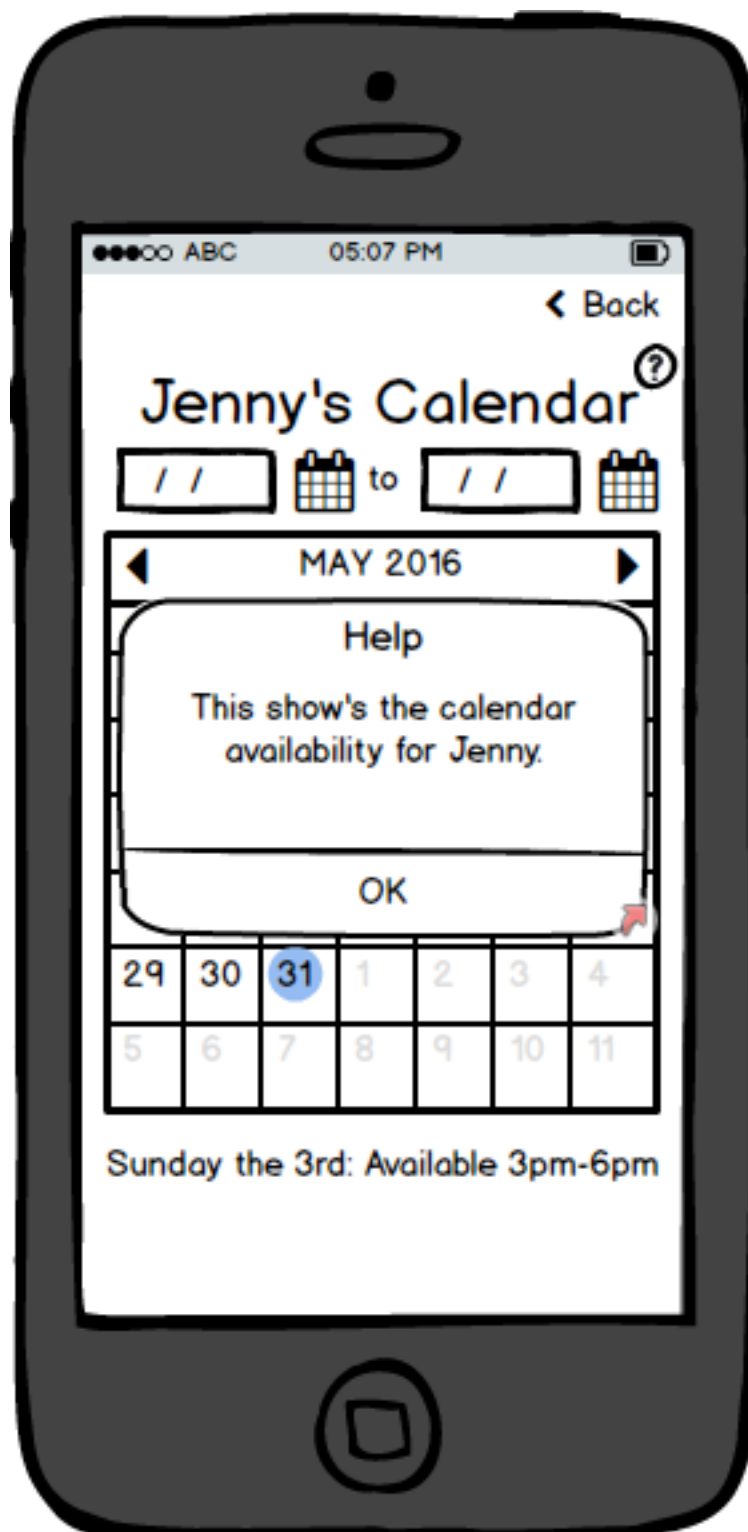 ABC 05:07 PM
Back
?
Jenny's Calendar
/ / to / /
MAY 2016
Help
This show's the calendar
availability for Jenny.
OK
29 30 31 1 2 3 4
5 6 7 8 9 10 11
Sunday the 3rd: Available 3pm-6pm